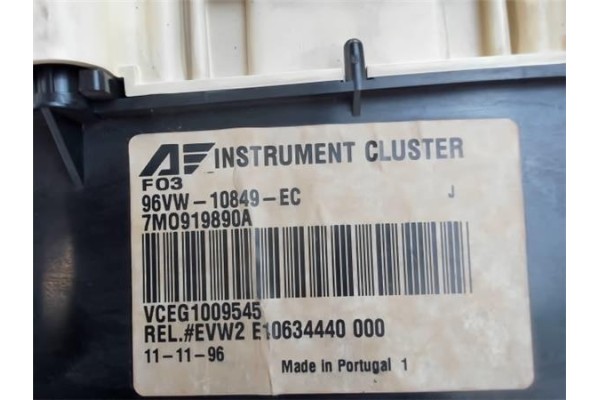 AF INSTRUMENT CLUSTER
F03
96VW-10849-EC J
7M0919890A
VCEG1009545
REL.#EVW2 E10634440 000
11-11-96 Made in Portugal 1